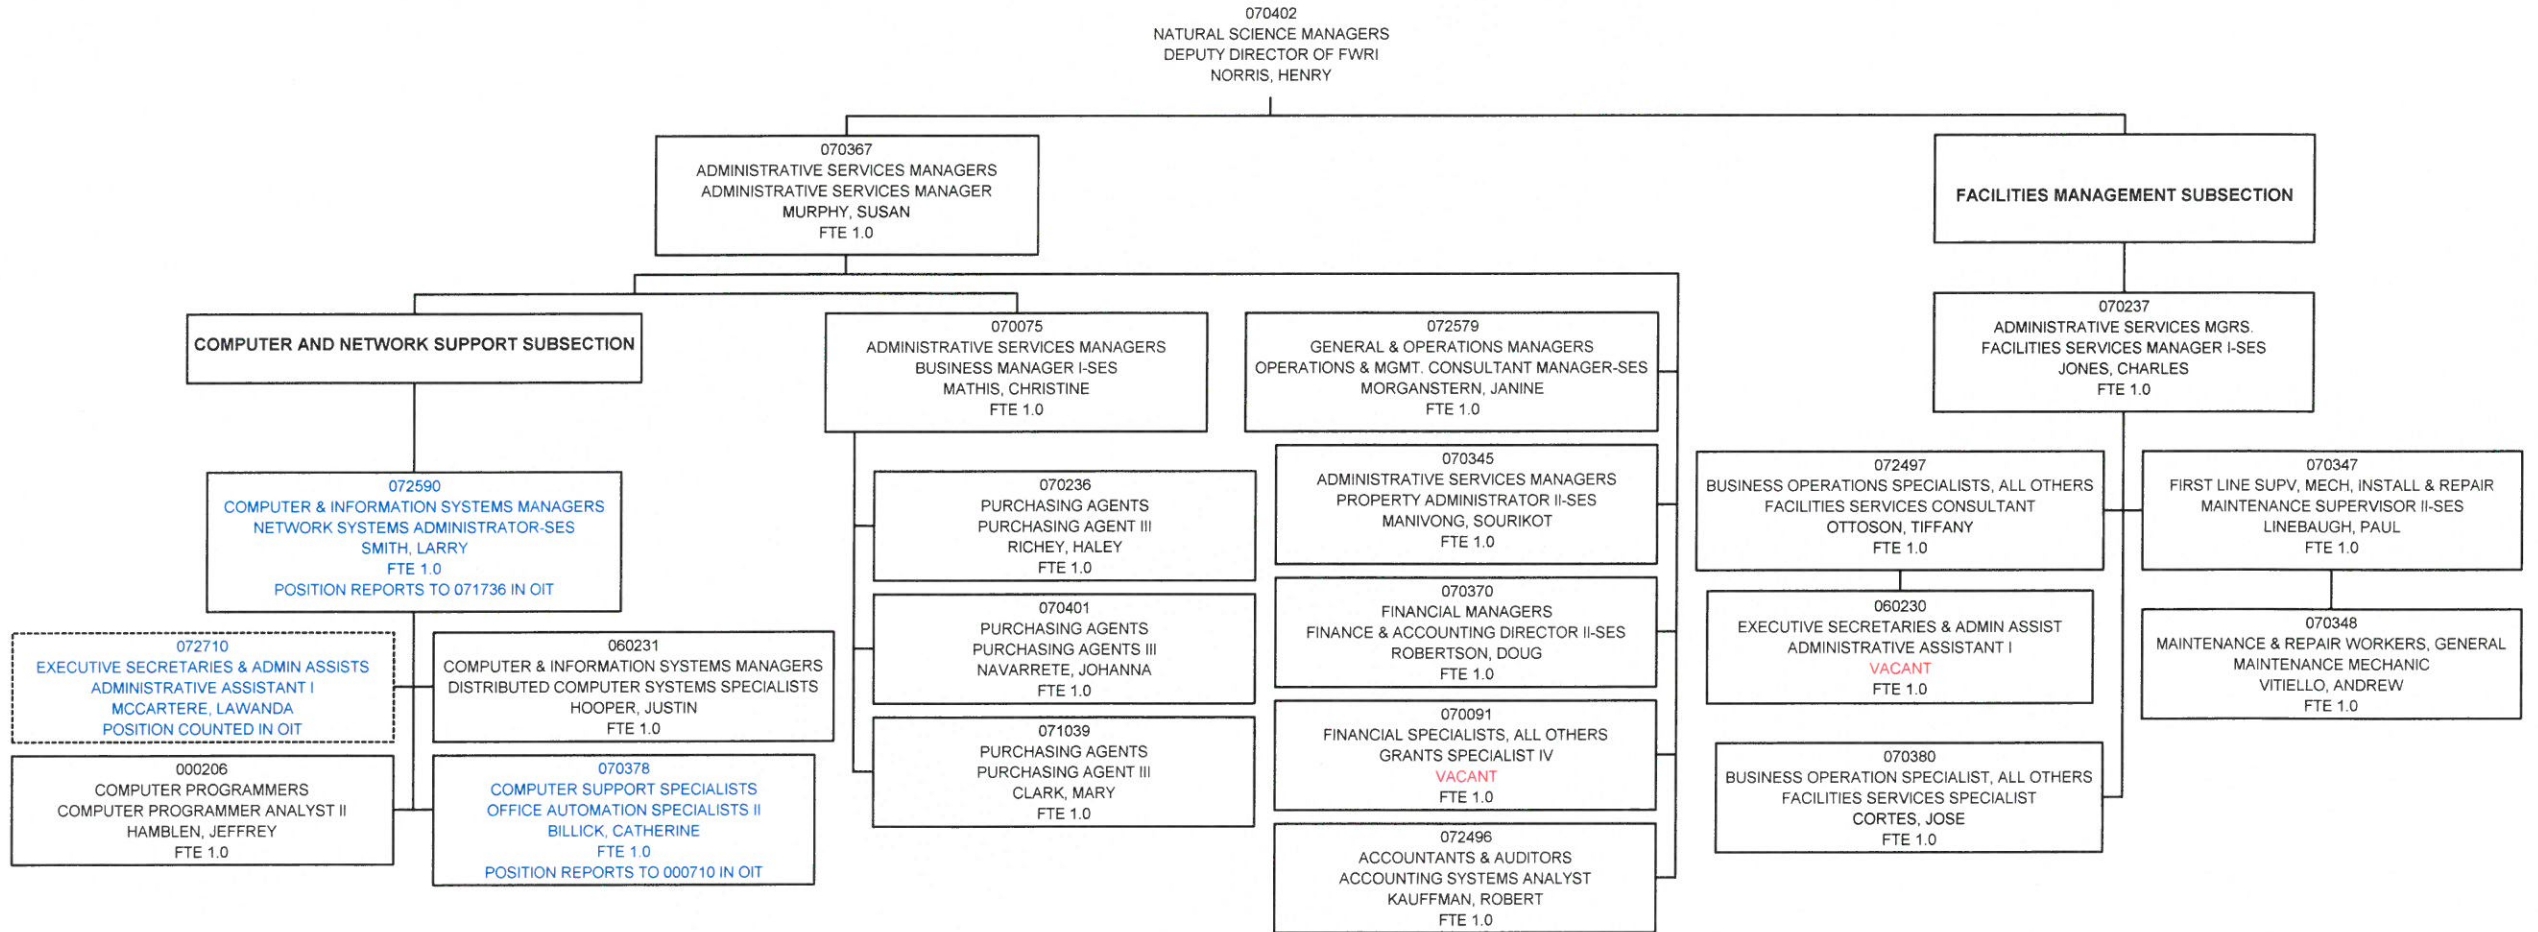 070402
NATURAL SCIENCE MANAGERS
DEPUTY DIRECTOR OF FWRI
NORRIS, HENRY
070367
ADMINISTRATIVE SERVICES MANAGERS
ADMINISTRATIVE SERVICES MANAGER
MURPHY, SUSAN
FTE 1.0
FACILITIES MANAGEMENT SUBSECTION
COMPUTER AND NETWORK SUPPORT SUBSECTION
070075
ADMINISTRATIVE SERVICES MANAGERS
BUSINESS MANAGER I-SES
MATHIS, CHRISTINE
FTE 1.0
072579
GENERAL & OPERATIONS MANAGERS
OPERATIONS & MGMT. CONSULTANT MANAGER-SES
MORGANSTERN, JANINE
FTE 1.0
070237
ADMINISTRATIVE SERVICES MGRS.
FACILITIES SERVICES MANAGER I-SES
JONES, CHARLES
FTE 1.0
072590
COMPUTER & INFORMATION SYSTEMS MANAGERS
NETWORK SYSTEMS ADMINISTRATOR-SES
SMITH, LARRY
FTE 1.0
POSITION REPORTS TO 071736 IN OIT
070236
PURCHASING AGENTS
PURCHASING AGENT III
RICHEY, HALEY
FTE 1.0
070345
ADMINISTRATIVE SERVICES MANAGERS
PROPERTY ADMINISTRATOR II-SES
MANIVONG, SOURIKOT
FTE 1.0
072497
BUSINESS OPERATIONS SPECIALISTS, ALL OTHERS
FACILITIES SERVICES CONSULTANT
OTTOSON, TIFFANY
FTE 1.0
070347
FIRST LINE SUPV, MECH, INSTALL & REPAIR
MAINTENANCE SUPERVISOR II-SES
LINEBAUGH, PAUL
FTE 1.0
072710
EXECUTIVE SECRETARIES & ADMIN ASSISTS
ADMINISTRATIVE ASSISTANT I
MCCARTERE, LAWANDA
POSITION COUNTED IN OIT
060231
COMPUTER & INFORMATION SYSTEMS MANAGERS
DISTRIBUTED COMPUTER SYSTEMS SPECIALISTS
HOOPER, JUSTIN
FTE 1.0
070401
PURCHASING AGENTS
PURCHASING AGENTS III
NAVARRETE, JOHANNA
FTE 1.0
070370
FINANCIAL MANAGERS
FINANCE & ACCOUNTING DIRECTOR II-SES
ROBERTSON, DOUG
FTE 1.0
060230
EXECUTIVE SECRETARIES & ADMIN ASSIST
ADMINISTRATIVE ASSISTANT I
VACANT
FTE 1.0
070348
MAINTENANCE & REPAIR WORKERS, GENERAL
MAINTENANCE MECHANIC
VITIELLO, ANDREW
FTE 1.0
000206
COMPUTER PROGRAMMERS
COMPUTER PROGRAMMER ANALYST II
HAMBLEN, JEFFREY
FTE 1.0
070378
COMPUTER SUPPORT SPECIALISTS
OFFICE AUTOMATION SPECIALISTS II
BILLICK, CATHERINE
FTE 1.0
POSITION REPORTS TO 000710 IN OIT
071039
PURCHASING AGENTS
PURCHASING AGENT III
CLARK, MARY
FTE 1.0
070091
FINANCIAL SPECIALISTS, ALL OTHERS
GRANTS SPECIALIST IV
VACANT
FTE 1.0
070380
BUSINESS OPERATION SPECIALIST, ALL OTHERS
FACILITIES SERVICES SPECIALIST
CORTES, JOSE
FTE 1.0
072496
ACCOUNTANTS & AUDITORS
ACCOUNTING SYSTEMS ANALYST
KAUFFMAN, ROBERT
FTE 1.0